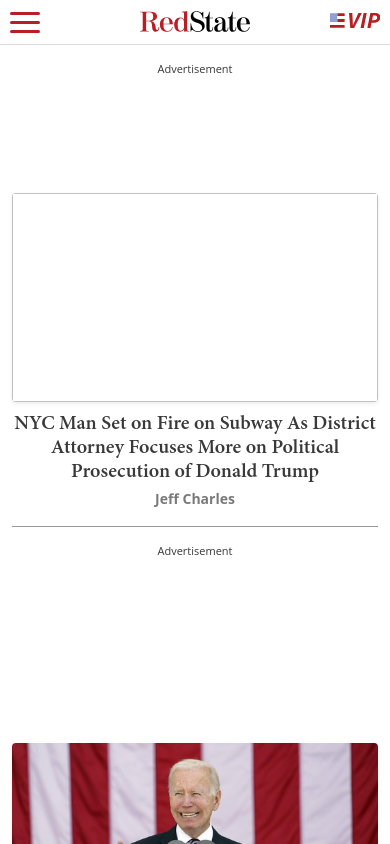 RedState
VIP
Advertisement
NYC Man Set on Fire on Subway As District
Attorney Focuses More on Political
Prosecution of Donald Trump
Jeff Charles
Advertisement